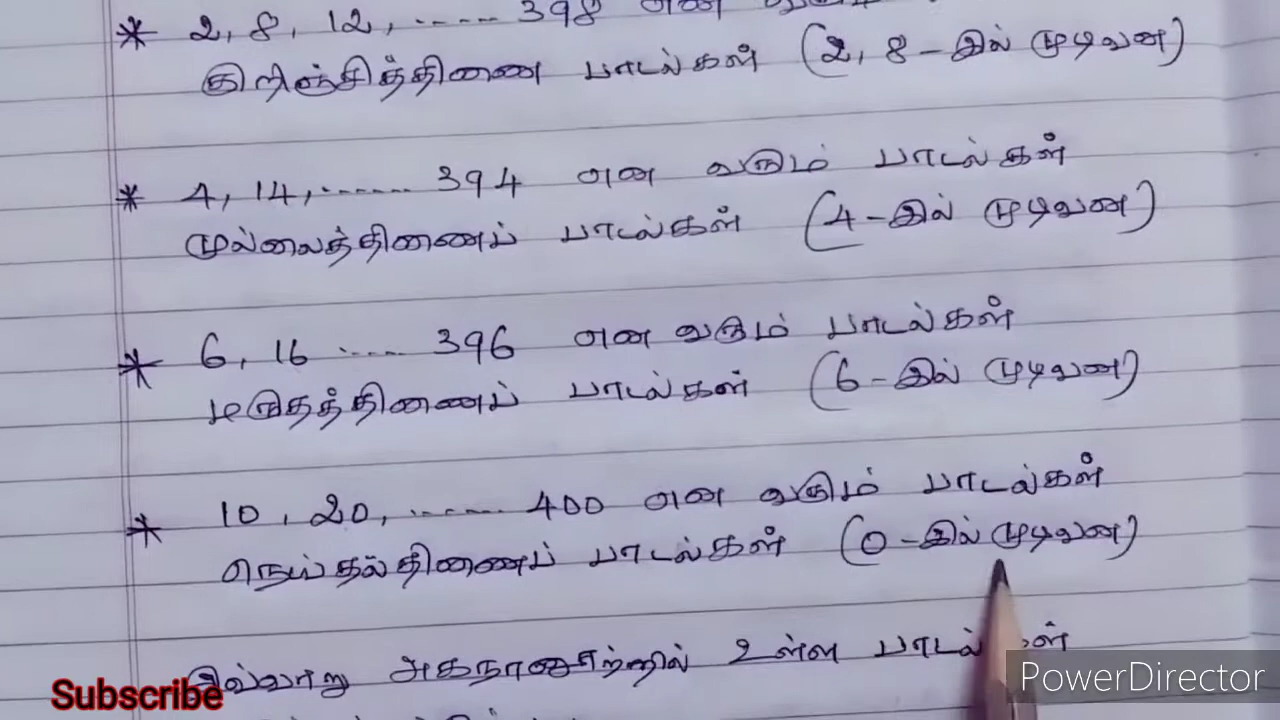 * 2, 8, 12, ...... 398 என
குறிஞ்சித்திணை பாடல்கள் (2, 8 - இல் முடிவன)
* 4, 14, ...... 394 என வரும் பாடல்கள்
முல்லைத்திணைப் பாடல்கள் (4 - இல் முடிவன)
* 6, 16 ..... 396 என வரும் பாடல்கள்
மருதத்திணைப் பாடல்கள் (6 - இல் முடிவன)
* 10, 20, ...... 400 என வரும் பாடல்கள்
நெய்தல்திணைப் பாடல்கள் (0 - இல் முடிவன)
இவ்வாறு அகநானூற்றில் உள்ள பாடல்கள்
Subscribe
PowerDirector